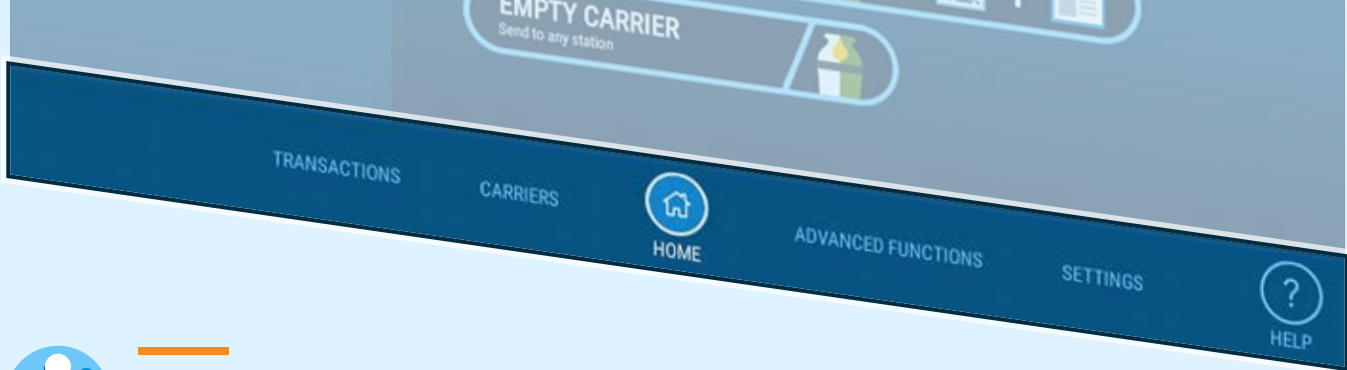 EMPTY CARRIER
Send to any station
TRANSACTIONS
CARRIERS
HOME
ADVANCED FUNCTIONS
SETTINGS
?
HELP